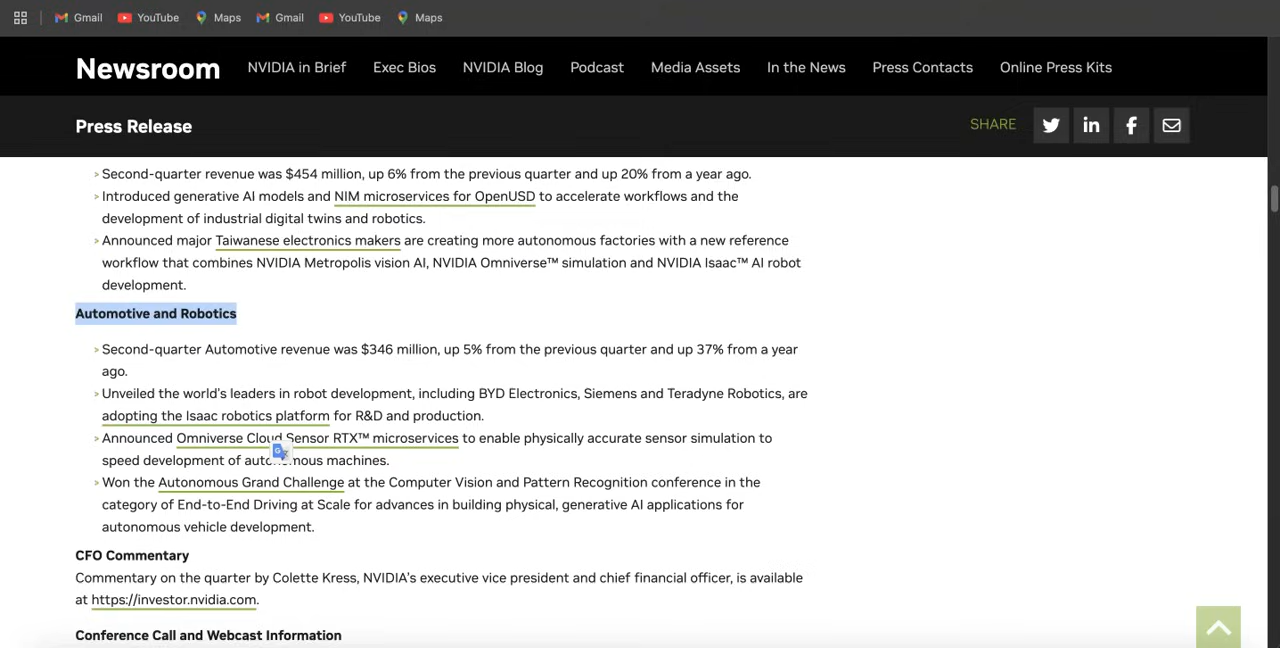 Gmail YouTube Maps Gmail YouTube Maps
Newsroom NVIDIA in Brief Exec Bios NVIDIA Blog Podcast Media Assets In the News Press Contacts Online Press Kits
Press Release SHARE
Second-quarter revenue was $454 million, up 6% from the previous quarter and up 20% from a year ago.
Introduced generative AI models and NIM microservices for OpenUSD to accelerate workflows and the
development of industrial digital twins and robotics.
Announced major Taiwanese electronics makers are creating more autonomous factories with a new reference
workflow that combines NVIDIA Metropolis vision AI, NVIDIA Omniverse™ simulation and NVIDIA Isaac™ AI robot
development.
Automotive and Robotics
Second-quarter Automotive revenue was $346 million, up 5% from the previous quarter and up 37% from a year
ago.
Unveiled the world's leaders in robot development, including BYD Electronics, Siemens and Teradyne Robotics, are
adopting the Isaac robotics platform for R&D and production.
Announced Omniverse Cloud Sensor RTX™ microservices to enable physically accurate sensor simulation to
speed development of autonomous machines.
Won the Autonomous Grand Challenge at the Computer Vision and Pattern Recognition conference in the
category of End-to-End Driving at Scale for advances in building physical, generative AI applications for
autonomous vehicle development.
CFO Commentary
Commentary on the quarter by Colette Kress, NVIDIA's executive vice president and chief financial officer, is available
at https://investor.nvidia.com.
Conference Call and Webcast Information